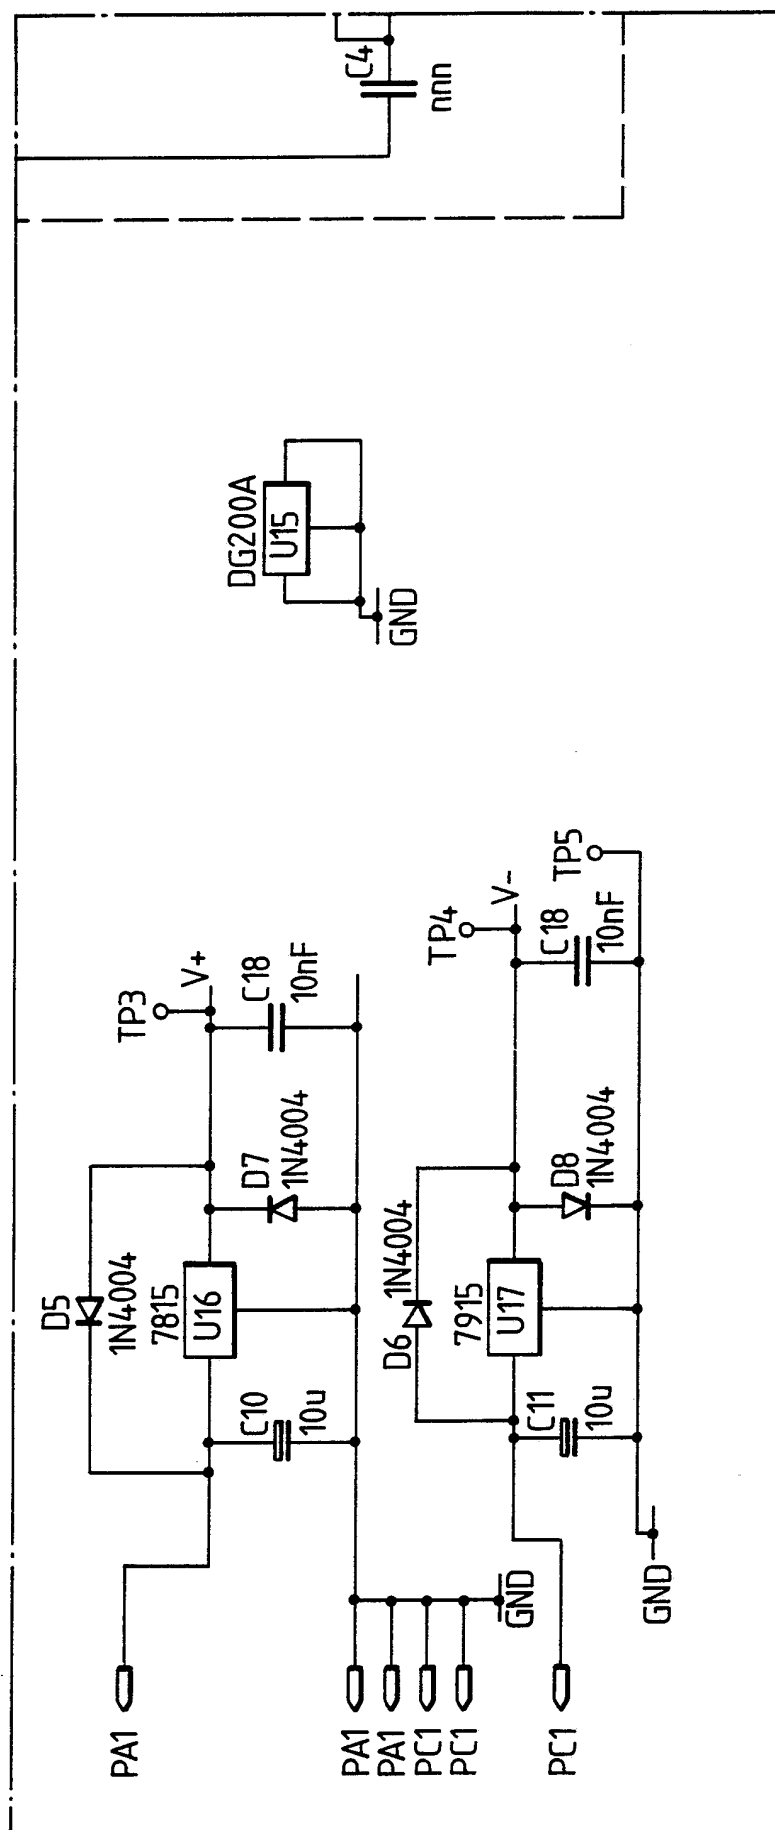 C4
nnn
DG200A
U15
GND
TP3
V+
C18
10nF
D5
1N4004
7815
U16
D7
1N4004
C10
10u
PA1
PA1
PA1
PC1
PC1
GND
TP4
V-
C18
10nF
TP5
D6
1N4004
7915
U17
D8
1N4004
C11
10u
PC1
GND